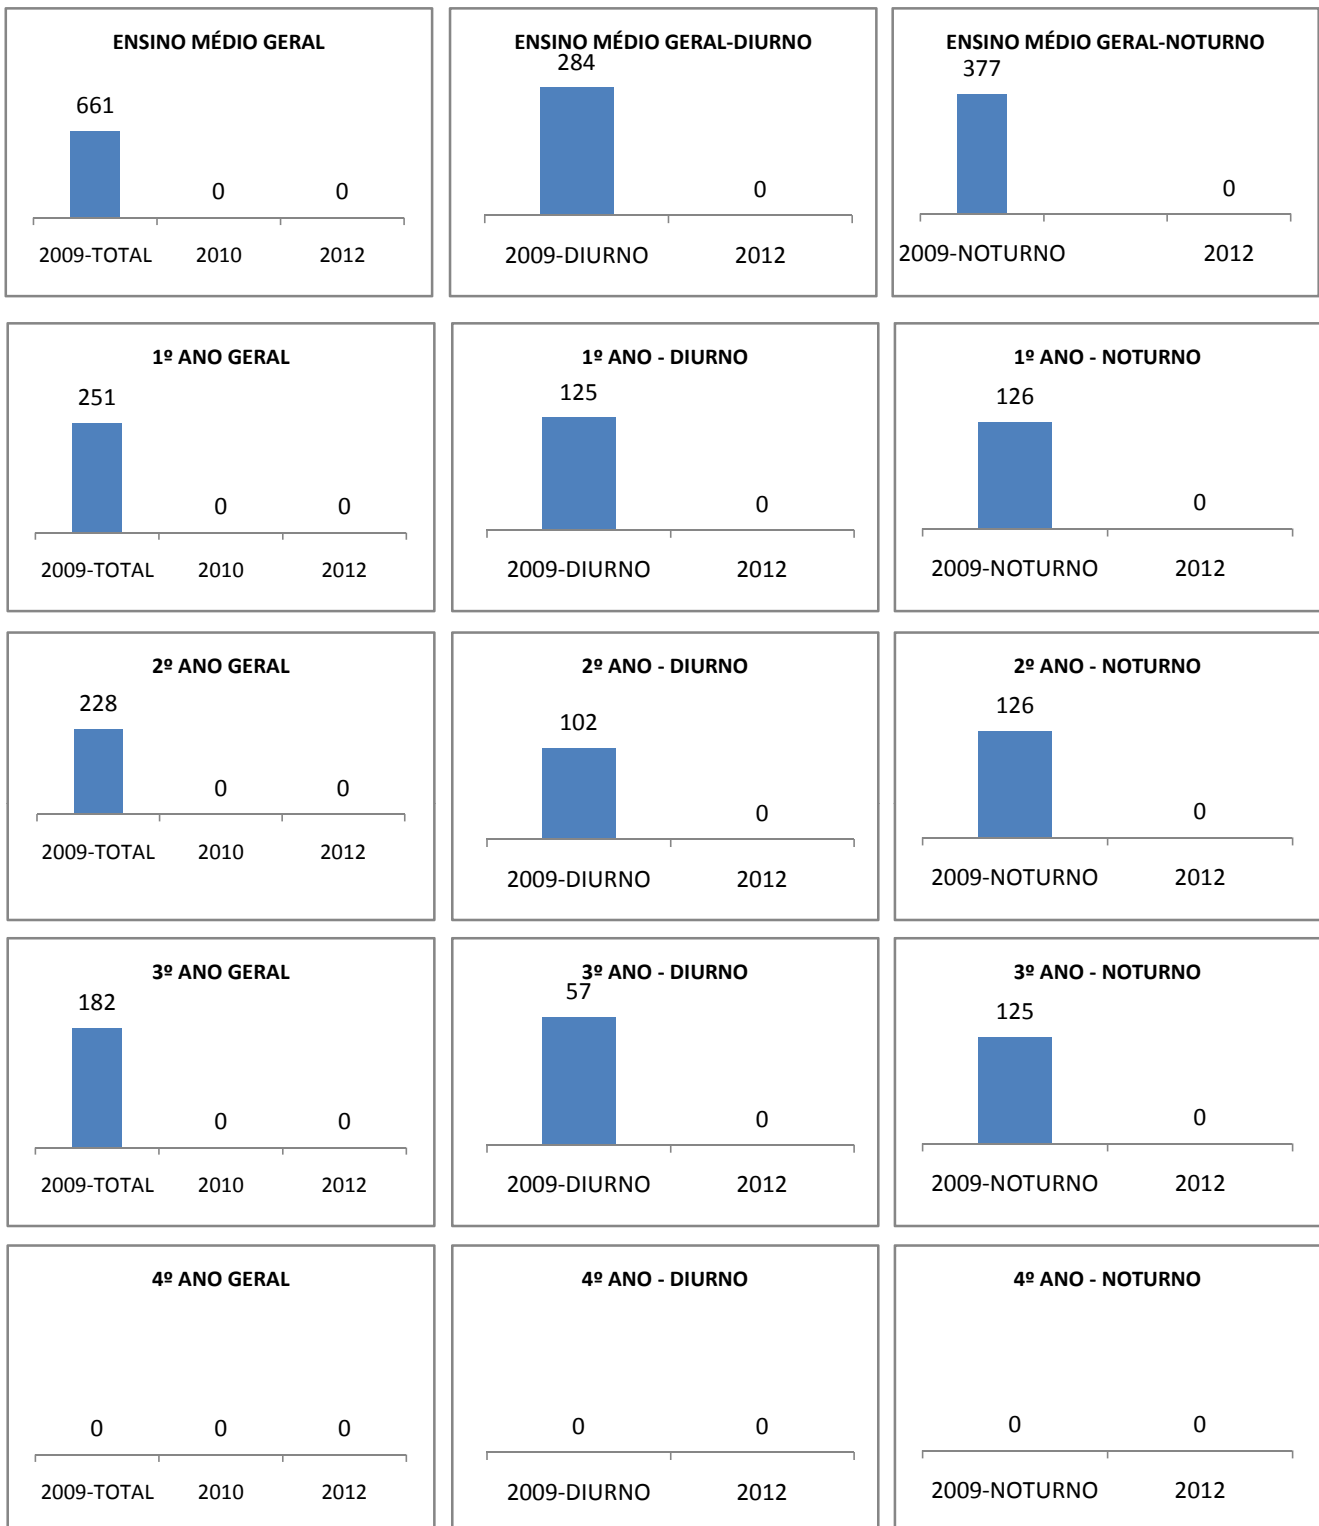 ENSINO MÉDIO GERAL
661
0
0
2009-TOTAL 2010 2012
ENSINO MÉDIO GERAL-DIURNO
284
0
2009-DIURNO 2012
ENSINO MÉDIO GERAL-NOTURNO
377
0
2009-NOTURNO 2012
1º ANO GERAL
251
0
0
2009-TOTAL 2010 2012
1º ANO - DIURNO
125
0
2009-DIURNO 2012
1º ANO - NOTURNO
126
0
2009-NOTURNO 2012
2º ANO GERAL
228
0
0
2009-TOTAL 2010 2012
2º ANO - DIURNO
102
0
2009-DIURNO 2012
2º ANO - NOTURNO
126
0
2009-NOTURNO 2012
3º ANO GERAL
182
0
0
2009-TOTAL 2010 2012
3º ANO - DIURNO
57
0
2009-DIURNO 2012
3º ANO - NOTURNO
125
0
2009-NOTURNO 2012
4º ANO GERAL
0 0 0
2009-TOTAL 2010 2012
4º ANO - DIURNO
0 0
2009-DIURNO 2012
4º ANO - NOTURNO
0 0
2009-NOTURNO 2012